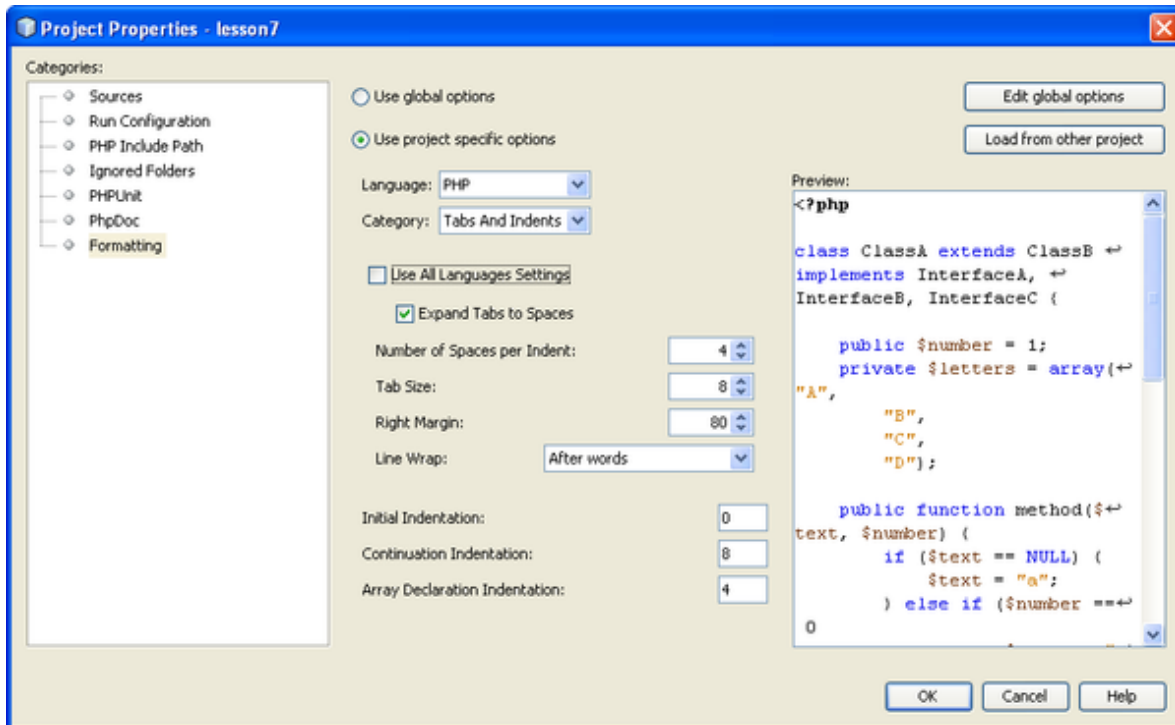 Project Properties - lesson7
Categories:
Sources
Run Configuration
PHP Include Path
Ignored Folders
PHPUnit
PhpDoc
Formatting
Use global options
Edit global options
Use project specific options
Load from other project
Language: PHP
Category: Tabs And Indents
Use All Languages Settings
Expand Tabs to Spaces
Number of Spaces per Indent: 4
Tab Size: 8
Right Margin: 80
Line Wrap: After words
Initial Indentation: 0
Continuation Indentation: 8
Array Declaration Indentation: 4
Preview:
<?php
class ClassA extends ClassB ↩
implements InterfaceA, ↩
InterfaceB, InterfaceC {
public $number = 1;
private $letters = array(↩
"A",
"B",
"C",
"D");
public function method($↩
text, $number) {
if ($text == NULL) {
$text = "a";
} else if ($number ==↩
0
OK Cancel Help